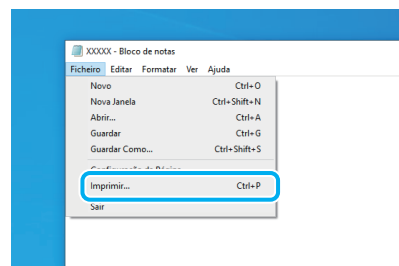 XXXXX - Bloco de notas
Ficheiro Editar Formatar Ver Ajuda
Novo Ctrl+O
Nova Janela Ctrl+Shift+N
Abrir... Ctrl+A
Guardar Ctrl+G
Guardar Como... Ctrl+Shift+S
Imprimir... Ctrl+P
Sair